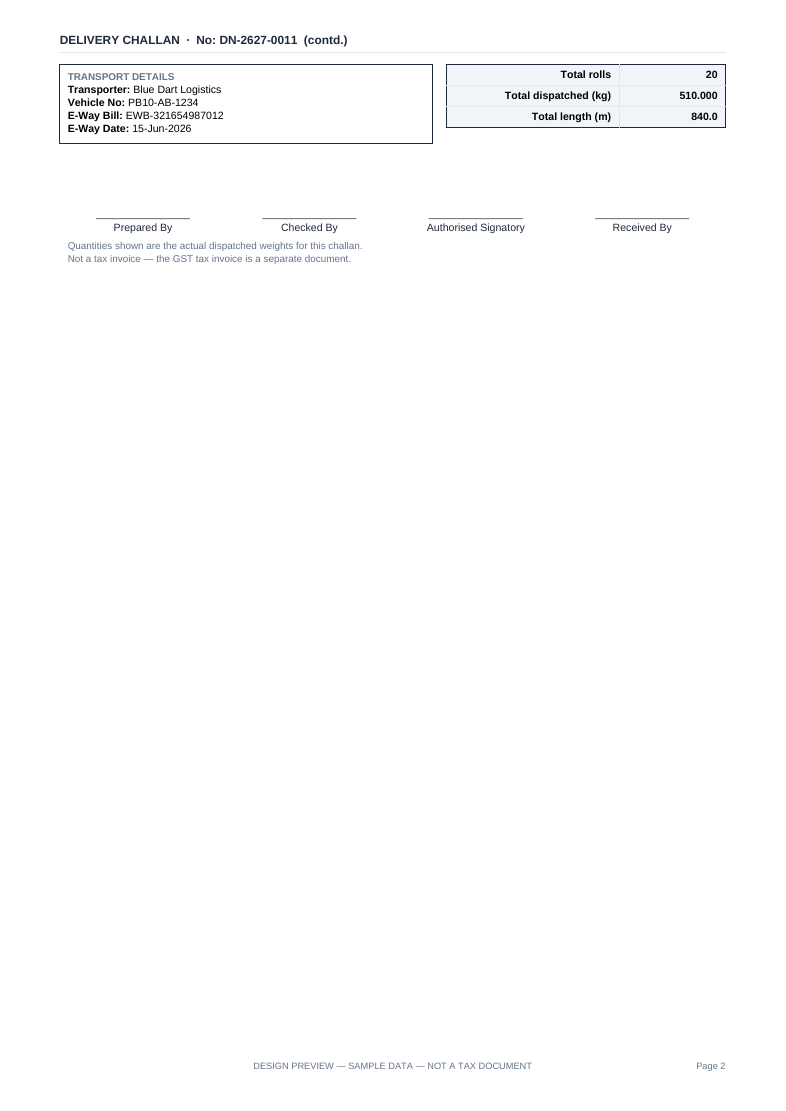 DELIVERY CHALLAN · No: DN-2627-0011 (contd.)
TRANSPORT DETAILS
Transporter: Blue Dart Logistics
Vehicle No: PB10-AB-1234
E-Way Bill: EWB-321654987012
E-Way Date: 15-Jun-2026
Total rolls 20
Total dispatched (kg) 510.000
Total length (m) 840.0
Prepared By Checked By Authorised Signatory Received By
Quantities shown are the actual dispatched weights for this challan.
Not a tax invoice — the GST tax invoice is a separate document.
DESIGN PREVIEW — SAMPLE DATA — NOT A TAX DOCUMENT Page 2